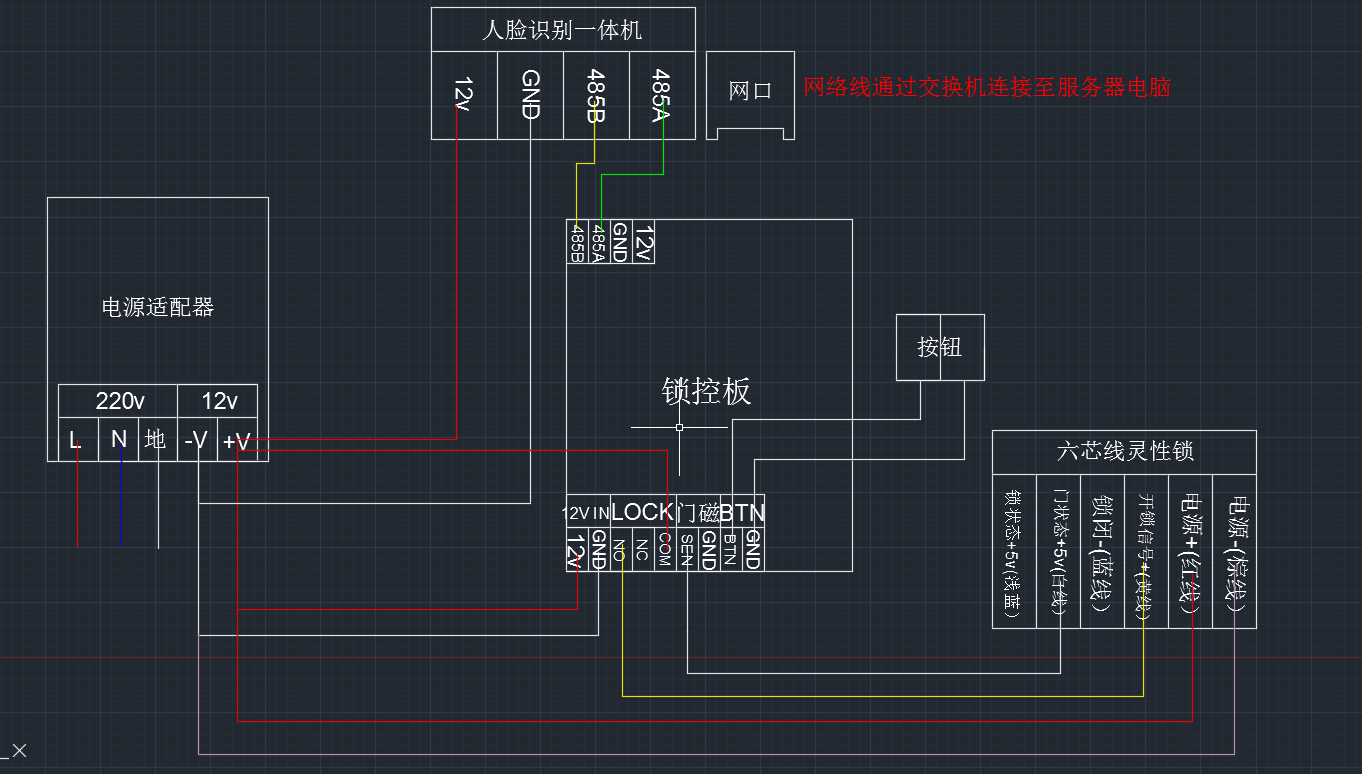 人脸识别一体机
12v
GND
485B
485A
网口
网络线通过交换机连接至服务器电脑
485B
485A
GND
12v
电源适配器
220v
12v
L
N
地
-V
+V
锁控板
按钮
12V IN
LOCK
门磁
BTN
12v
GND
NO
NC
COM
SEN
GND
BTN
GND
六芯线灵性锁
锁状态+5v(浅蓝)
门状态+5v(白线)
锁闭-(蓝线)
开锁信号+(黄线)
电源+(红线)
电源-(棕线)
X